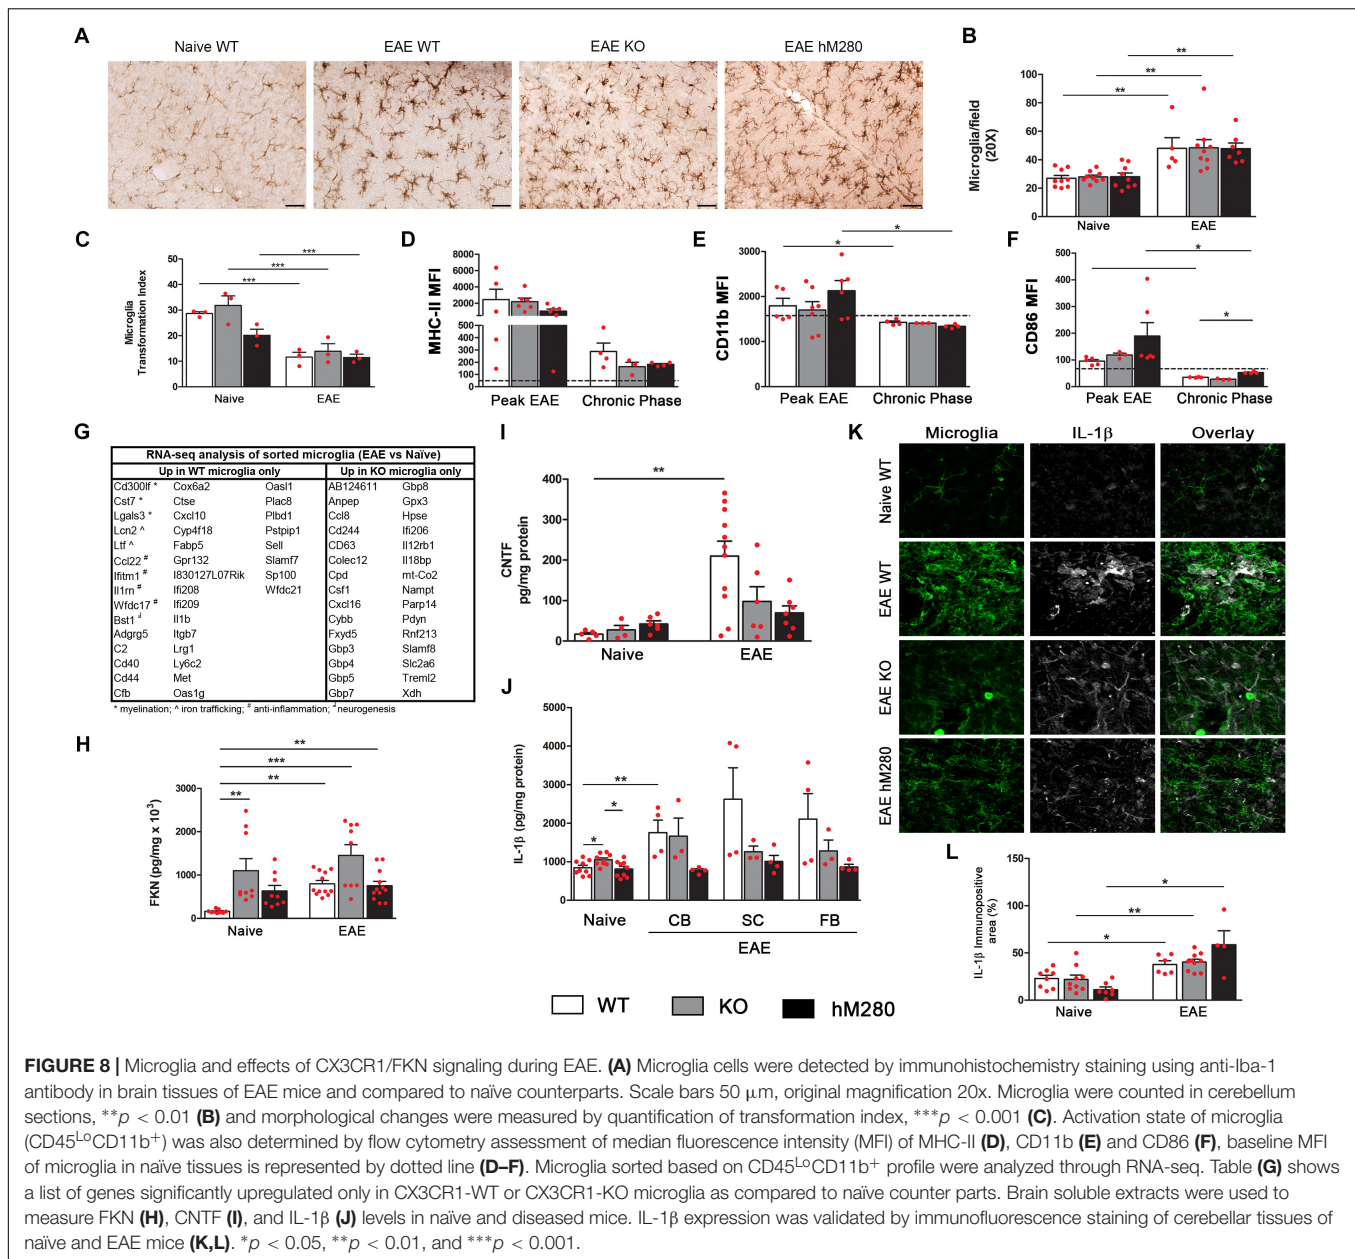 A
Naive WT
EAE WT
EAE KO
EAE hM280
B
Microglia/field
(20X)
100
80
60
40
20
0
**
**
**
Naive
EAE
C
Microglia
Transformation Index
50
40
30
20
10
0
***
***
***
Naive
EAE
D
MHC-II MFI
8000
6000
4000
2000
500
400
300
200
100
0
Peak EAE
Chronic Phase
E
CD11b MFI
3000
2000
1000
0
*
*
Peak EAE
Chronic Phase
F
CD86 MFI
500
400
300
200
100
0
*
*
Peak EAE
Chronic Phase
G
RNA-seq analysis of sorted microglia (EAE vs Naïve)
Up in WT microglia only
Up in KO microglia only
Cd300lf * Cox6a2 Oasl1 AB124611 Gbp8
Cst7 * Ctse Plac8 Anpep Gpx3
Lgals3 * Cxcl10 Plbd1 Ccl8 Hpse
Lcn2 ^ Cyp4f18 Pstpip1 Cd244 Ifi206
Ltf ^ Fabp5 Sell CD63 Il12rb1
Ccl22 # Gpr132 Slamf7 Colec12 Il18bp
Ifitm1 # I830127L07Rik Sp100 Cpd mt-Co2
Il1rn # Ifi208 Wfdc21 Csf1 Nampt
Wfdc17 # Ifi209 Cxcl16 Parp14
Bst1 ┘ Il1b Cybb Pdyn
Adgrg5 Itgb7 Fxyd5 Rnf213
C2 Lrg1 Gbp3 Slamf8
Cd40 Ly6c2 Gbp4 Slc2a6
Cd44 Met Gbp5 Treml2
Cfb Oas1g Gbp7 Xdh
* myelination; ^ iron trafficking; # anti-inflammation; ┘neurogenesis
H
FKN (pg/mg x 10³)
3000
2000
1000
0
**
***
**
**
Naive
EAE
I
CNTF
pg/mg protein
400
300
200
100
0
**
Naive
EAE
J
IL-1β (pg/mg protein)
5000
4000
3000
2000
1000
0
**
*
*
Naive
CB
SC
FB
EAE
K
Microglia
IL-1β
Overlay
Naive WT
EAE WT
EAE KO
EAE hM280
L
IL-1β Immunopositive
area (%)
150
100
50
0
*
**
*
Naive
EAE
WT
KO
hM280
FIGURE 8 | Microglia and effects of CX3CR1/FKN signaling during EAE. (A) Microglia cells were detected by immunohistochemistry staining using anti-Iba-1
antibody in brain tissues of EAE mice and compared to naïve counterparts. Scale bars 50 μm, original magnification 20x. Microglia were counted in cerebellum
sections, **p < 0.01 (B) and morphological changes were measured by quantification of transformation index, ***p < 0.001 (C). Activation state of microglia
(CD45LoCD11b+) was also determined by flow cytometry assessment of median fluorescence intensity (MFI) of MHC-II (D), CD11b (E) and CD86 (F), baseline MFI
of microglia in naïve tissues is represented by dotted line (D–F). Microglia sorted based on CD45LoCD11b+ profile were analyzed through RNA-seq. Table (G) shows
a list of genes significantly upregulated only in CX3CR1-WT or CX3CR1-KO microglia as compared to naïve counter parts. Brain soluble extracts were used to
measure FKN (H), CNTF (I), and IL-1β (J) levels in naïve and diseased mice. IL-1β expression was validated by immunofluorescence staining of cerebellar tissues of
naïve and EAE mice (K,L). *p < 0.05, **p < 0.01, and ***p < 0.001.